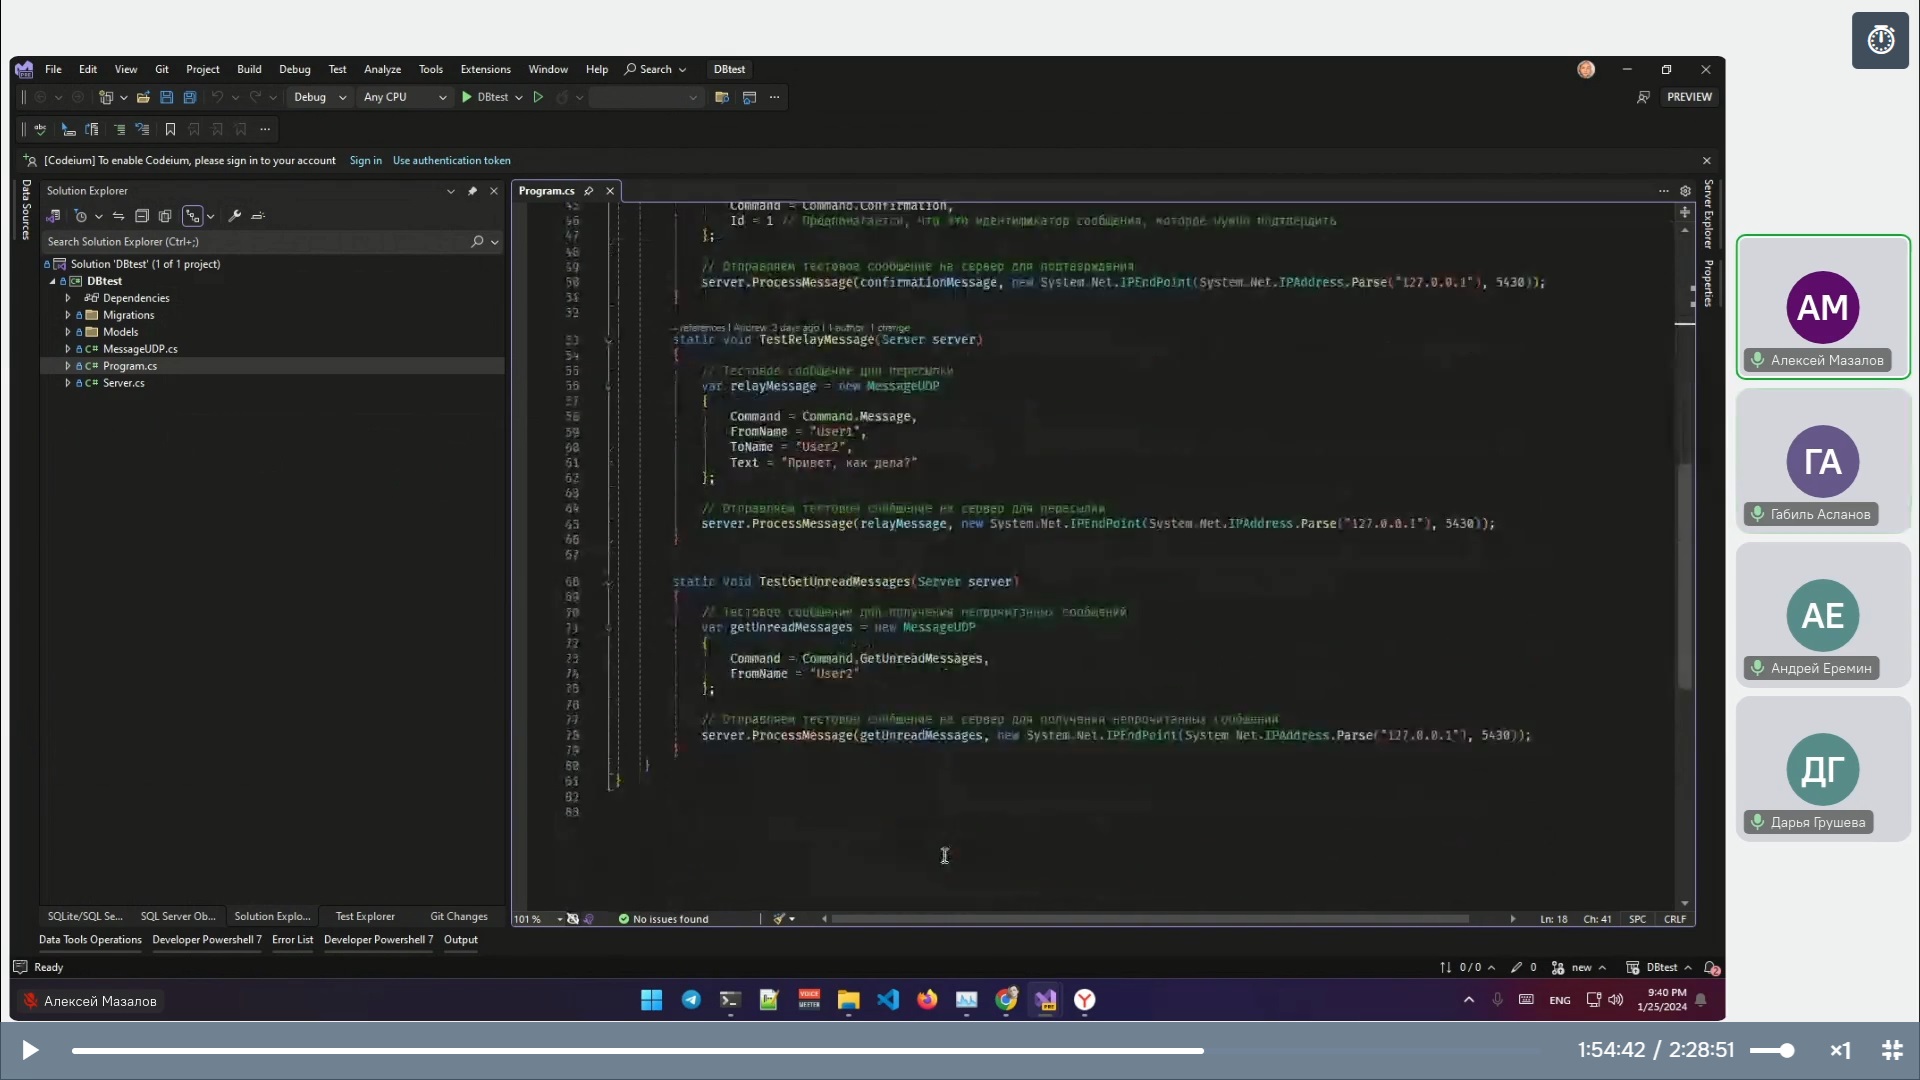 File Edit View Git Project Build Debug Test Analyze Tools Extensions Window Help Search DBtest
Debug Any CPU DBtest PREVIEW
[Codeium] To enable Codeium, please sign in to your account Sign in Use authentication token
Data Sources
Solution Explorer
Search Solution Explorer (Ctrl+;)
Solution 'DBtest' (1 of 1 project)
DBtest
Dependencies
Migrations
Models
MessageUDP.cs
Program.cs
Server.cs
SQLite/SQL Se... SQL Server Ob... Solution Explo... Test Explorer Git Changes
Program.cs
Command = Command.Confirmation,
46 Id = 1 // Предполагается, что это идентификатор сообщения, которое нужно подтвердить
47 };
48
49 // Отправляем тестовое сообщение на сервер для подтверждения
50 server.ProcessMessage(confirmationMessage, new System.Net.IPEndPoint(System.Net.IPAddress.Parse("127.0.0.1"), 5430));
51 }
52
references | Andrew, 2 days ago | 1 author, 1 change
53 static void TestRelayMessage(Server server)
54 {
55 // Тестовое сообщение для пересылки
56 var relayMessage = new MessageUDP
57 {
58 Command = Command.Message,
59 FromName = "User1",
60 ToName = "User2",
61 Text = "Привет, как дела?"
62 };
63
64 // Отправляем тестовое сообщение на сервер для пересылки
65 server.ProcessMessage(relayMessage, new System.Net.IPEndPoint(System.Net.IPAddress.Parse("127.0.0.1"), 5430));
66 }
67
68 static void TestGetUnreadMessages(Server server)
69 {
70 // Тестовое сообщение для получения непрочитанных сообщений
71 var getUnreadMessages = new MessageUDP
72 {
73 Command = Command.GetUnreadMessages,
74 FromName = "User2"
75 };
76
77 // Отправляем тестовое сообщение на сервер для получения непрочитанных сообщений
78 server.ProcessMessage(getUnreadMessages, new System.Net.IPEndPoint(System.Net.IPAddress.Parse("127.0.0.1"), 5430));
79 }
80 }
81 }
82
83
101 % No issues found Ln: 18 Ch: 41 SPC CRLF
Server Explorer
Properties
Data Tools Operations Developer Powershell 7 Error List Developer Powershell 7 Output
Ready 0 / 0 0 new DBtest 2
Алексей Мазалов
VOICE MEETER
ENG 9:40 PM
1/25/2024
АМ
Алексей Мазалов
ГА
Габиль Асланов
АЕ
Андрей Еремин
ДГ
Дарья Грушева
1:54:42 / 2:28:51 ×1